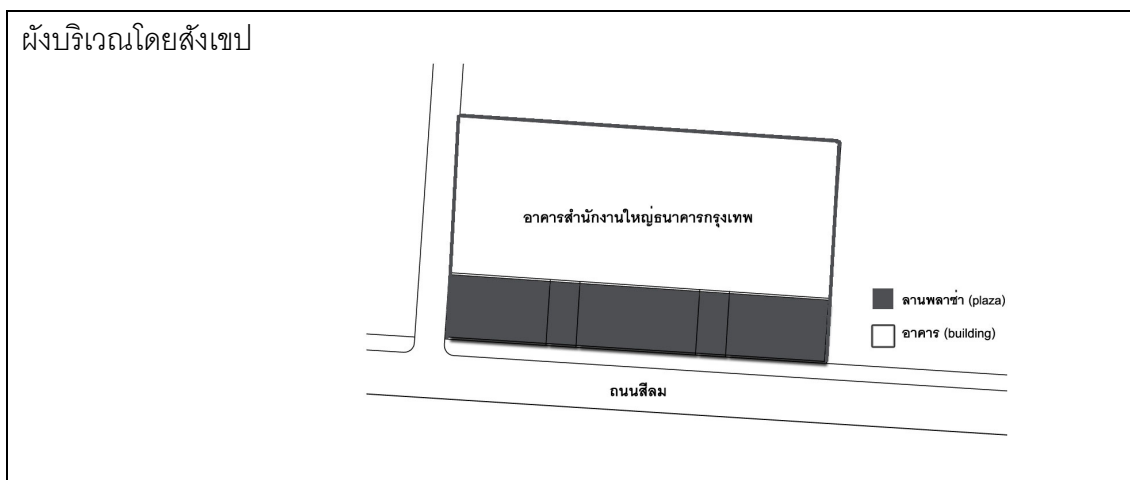 ผังบริเวณโดยสังเขป
อาคารสำนักงานใหญ่ธนาคารกรุงเทพ
ลานพลาซ่า (plaza)
อาคาร (building)
ถนนสีลม